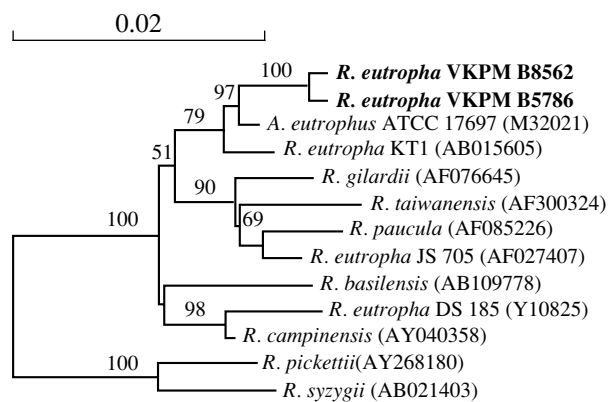 0.02
100
R. eutropha VKPM B8562
97
R. eutropha VKPM B5786
79
A. eutrophus ATCC 17697 (M32021)
51
R. eutropha KT1 (AB015605)
90
R. gilardii (AF076645)
R. taiwanensis (AF300324)
69
R. paucula (AF085226)
100
R. eutropha JS 705 (AF027407)
R. basilensis (AB109778)
98
R. eutropha DS 185 (Y10825)
R. campinensis (AY040358)
100
R. pickettii(AY268180)
R. syzygii (AB021403)